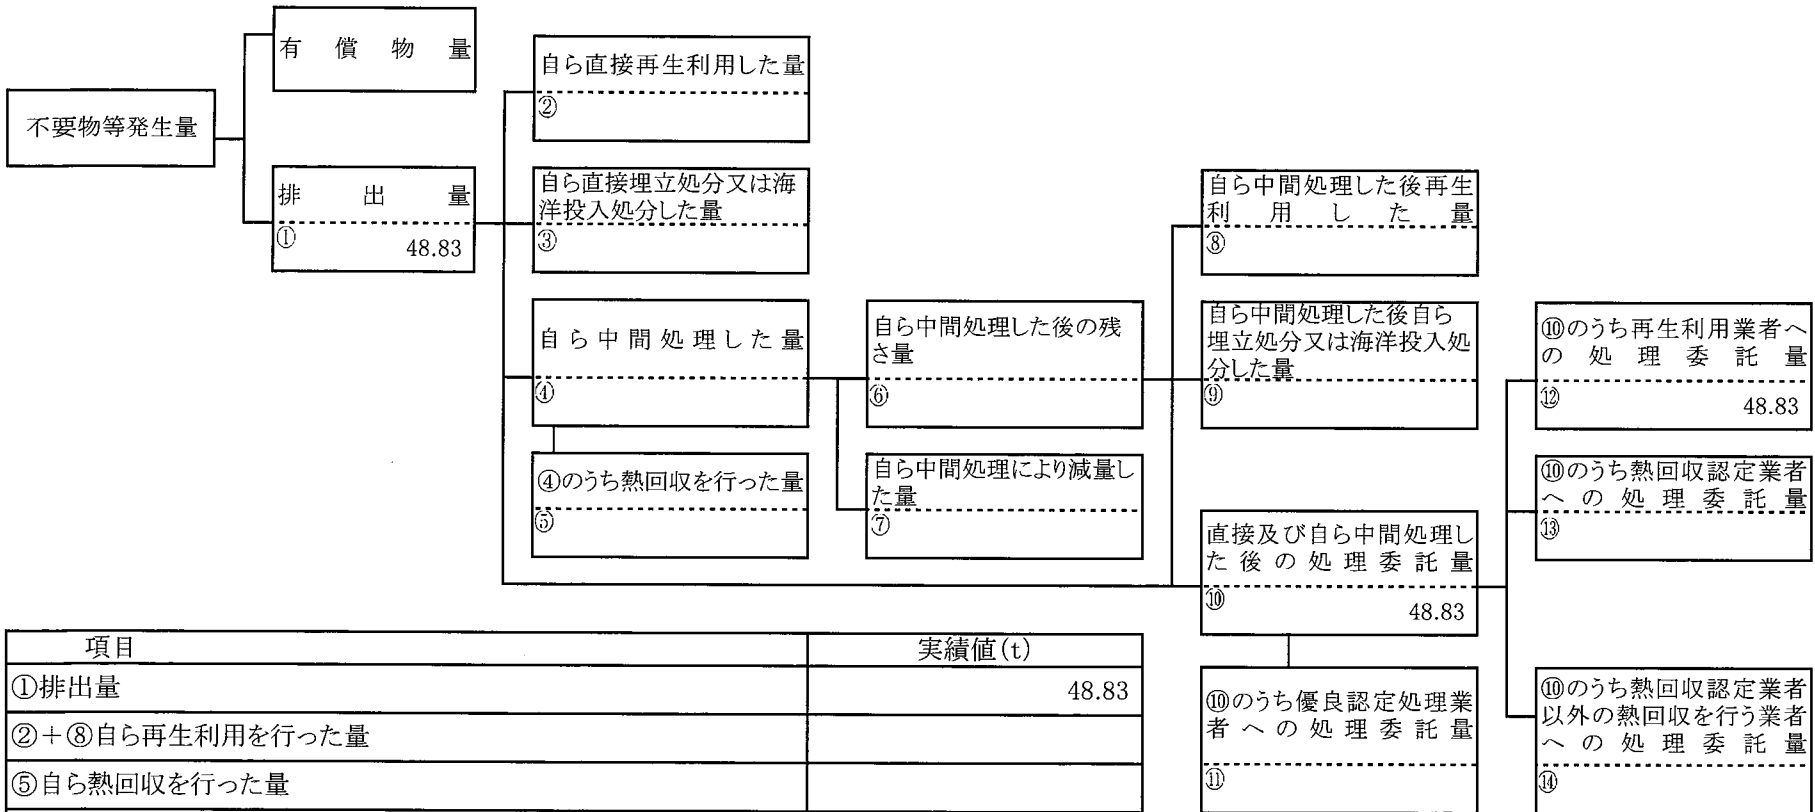 有償物量
不要物等発生量
排出量
①
48.83
自ら直接再生利用した量
②
自ら直接埋立処分又は海
洋投入処分した量
③
自ら中間処理した量
④
④のうち熱回収を行った量
⑤
自ら中間処理した後の残
さ量
⑥
自ら中間処理により減量し
た量
⑦
自ら中間処理した後再生
利用した量
⑧
自ら中間処理した後自ら
埋立処分又は海洋投入処
分した量
⑨
直接及び自ら中間処理し
た後の処理委託量
⑩
48.83
⑩のうち優良認定処理業
者への処理委託量
⑪
⑩のうち再生利用業者へ
の処理委託量
⑫
48.83
⑩のうち熱回収認定業者
への処理委託量
⑬
⑩のうち熱回収認定業者
以外の熱回収を行う業者
への処理委託量
⑭
項目 実績値(t)
①排出量 48.83
②+⑧自ら再生利用を行った量
⑤自ら熱回収を行った量